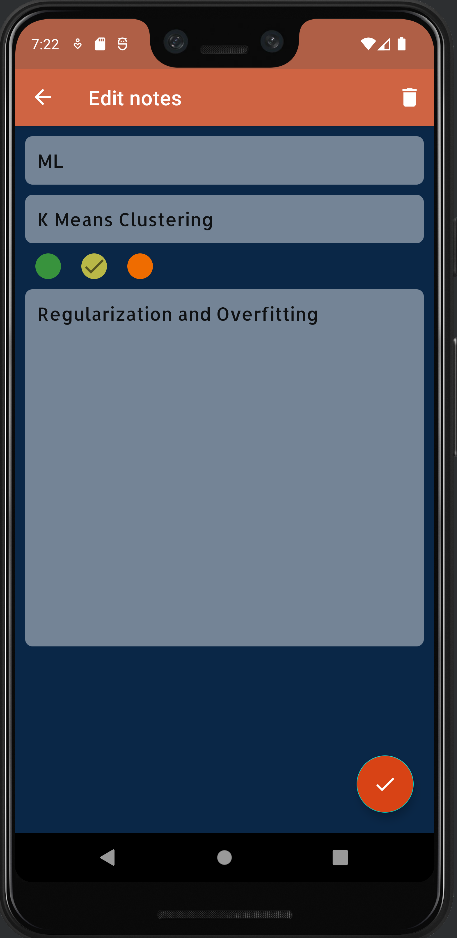 7:22
Edit notes
ML
K Means Clustering
Regularization and Overfitting